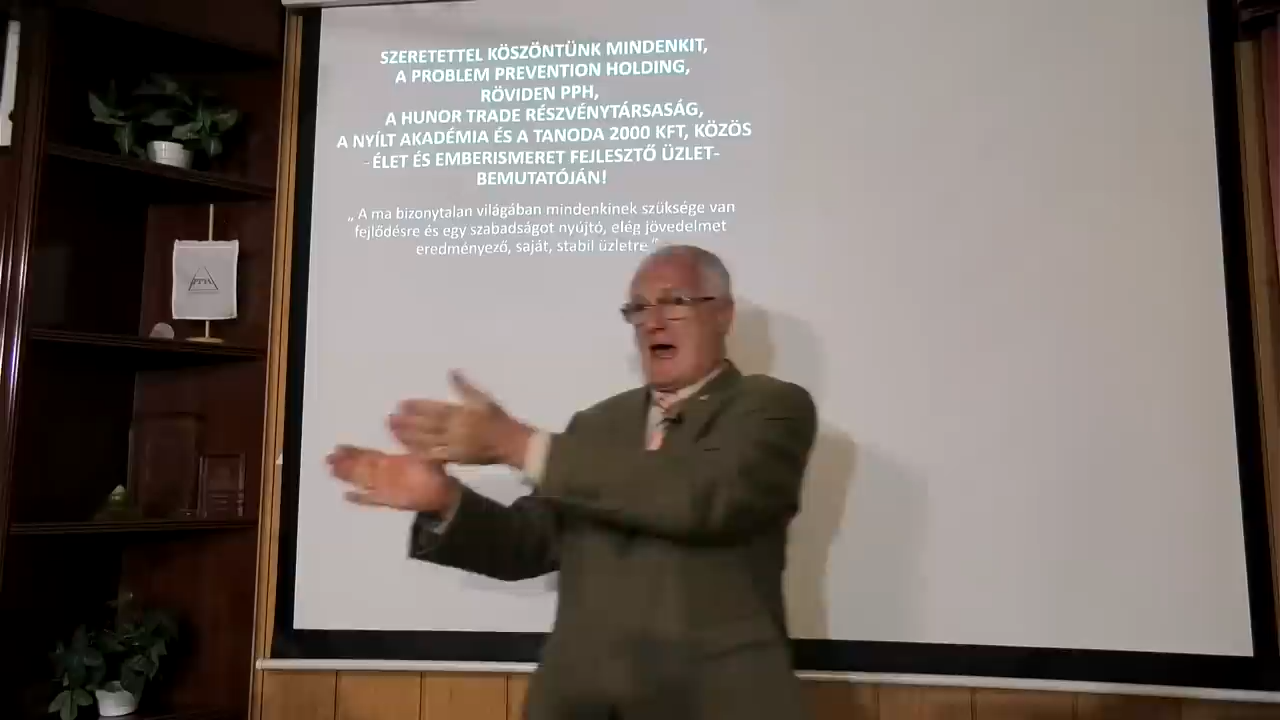 SZERETETTEL KÖSZÖNTÜNK MINDENKIT,
A PROBLEM PREVENTION HOLDING,
RÖVIDEN PPH,
A HUNOR TRADE RÉSZVÉNYTÁRSASÁG,
A NYÍLT AKADÉMIA ÉS A TANODA 2000 KFT, KÖZÖS
-ÉLET ÉS EMBERISMERET FEJLESZTŐ ÜZLET-
BEMUTATÓJÁN!
„ A ma bizonytalan világában mindenkinek szüksége van
fejlődésre és egy szabadságot nyújtó, elég jövedelmet
eredményező, saját, stabil üzletre ”